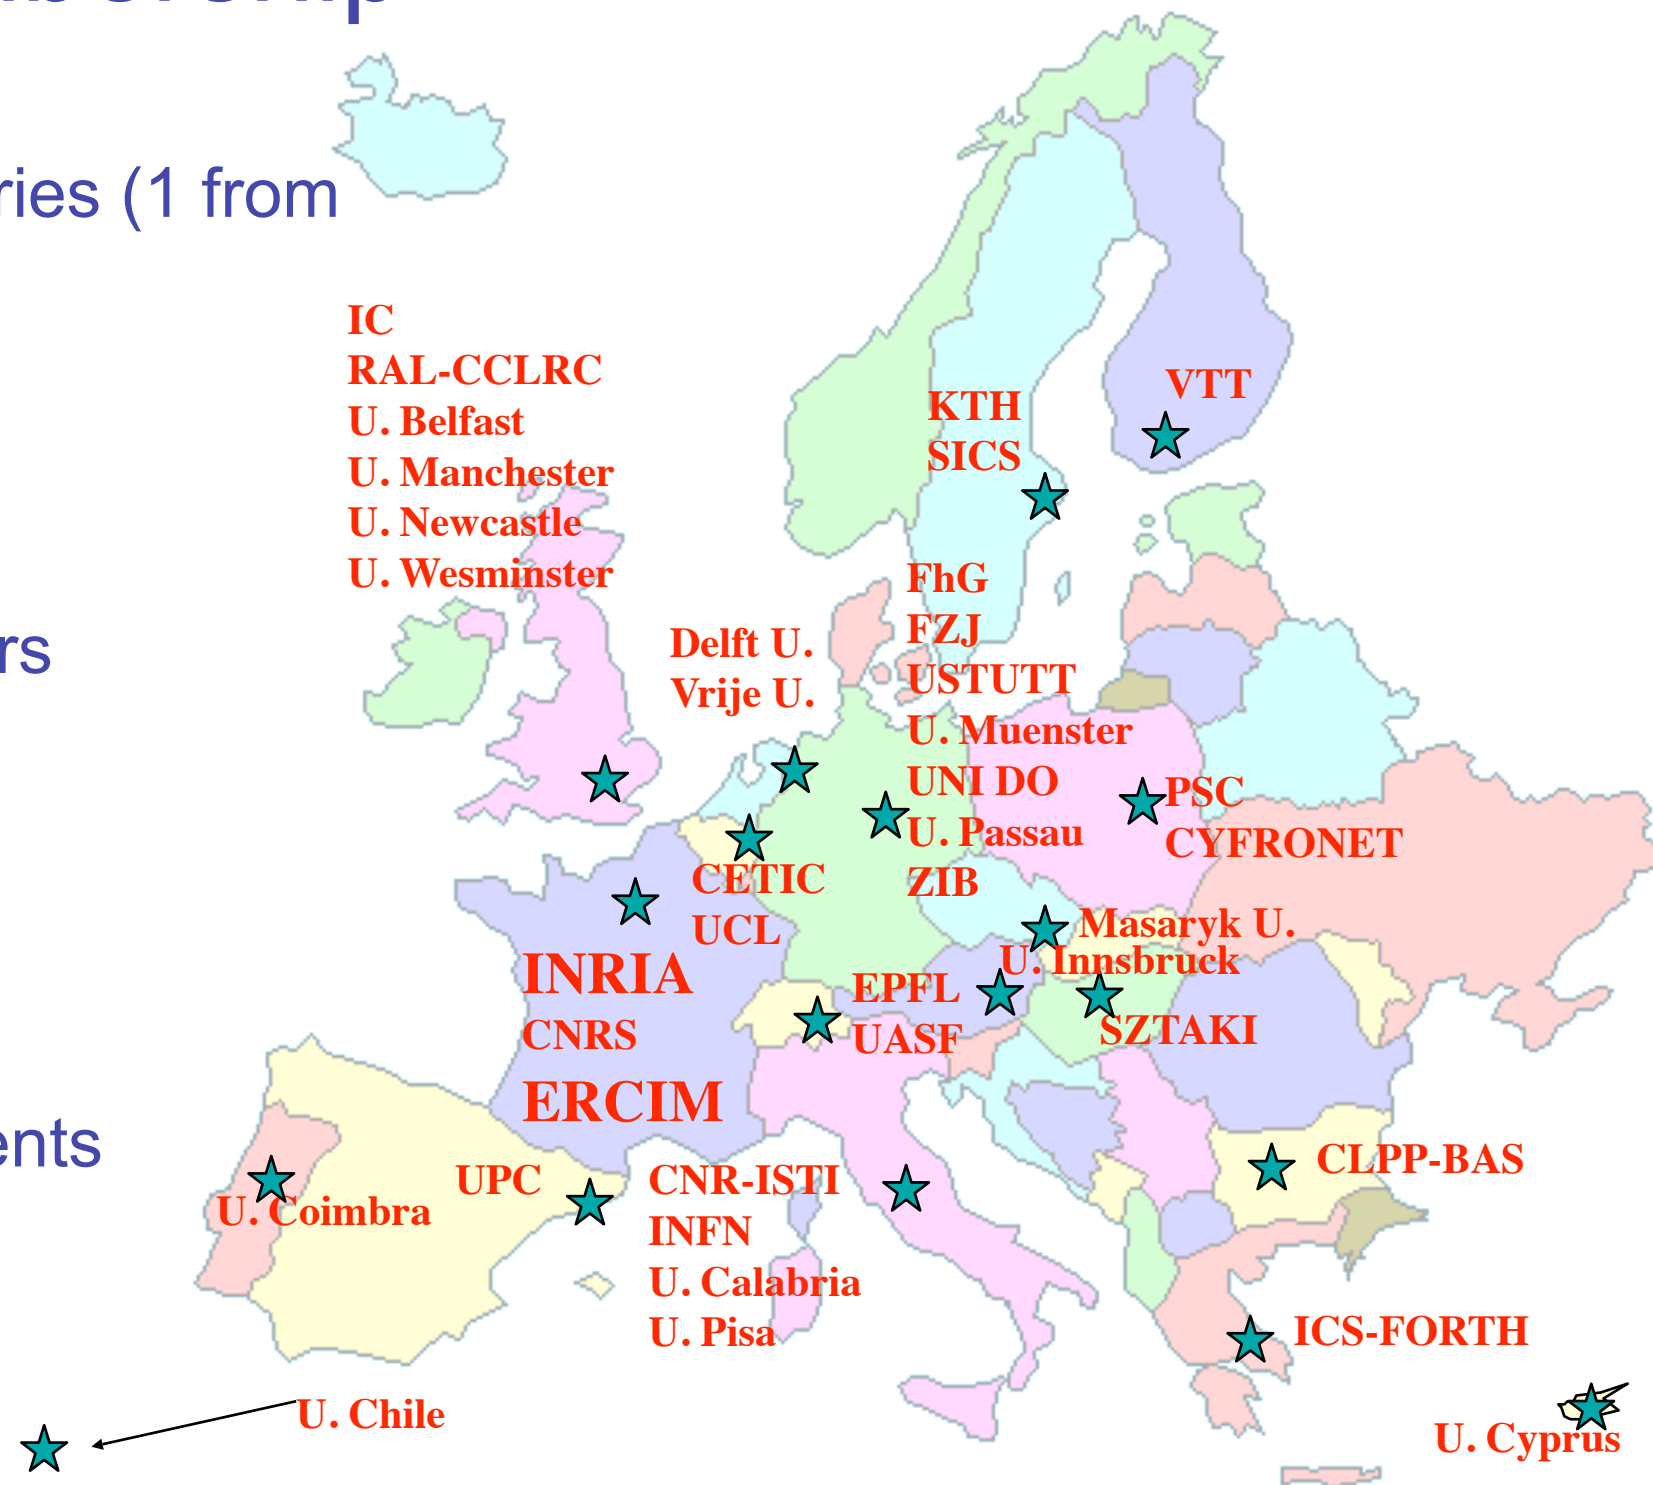 ries (1 from
IC
RAL-CCLRC
U. Belfast
U. Manchester
U. Newcastle
U. Wesminster
KTH
SICS
VTT
Delft U.
Vrije U.
FhG
FZJ
USTUTT
U. Muenster
UNI DO
U. Passau
ZIB
rs
PSC
CYFRONET
CETIC
UCL
Masaryk U.
U. Innsbruck
INRIA
CNRS
ERCIM
EPFL
UASF
SZTAKI
ents
U. Coimbra
UPC
CNR-ISTI
INFN
U. Calabria
U. Pisa
CLPP-BAS
ICS-FORTH
U. Chile
U. Cyprus